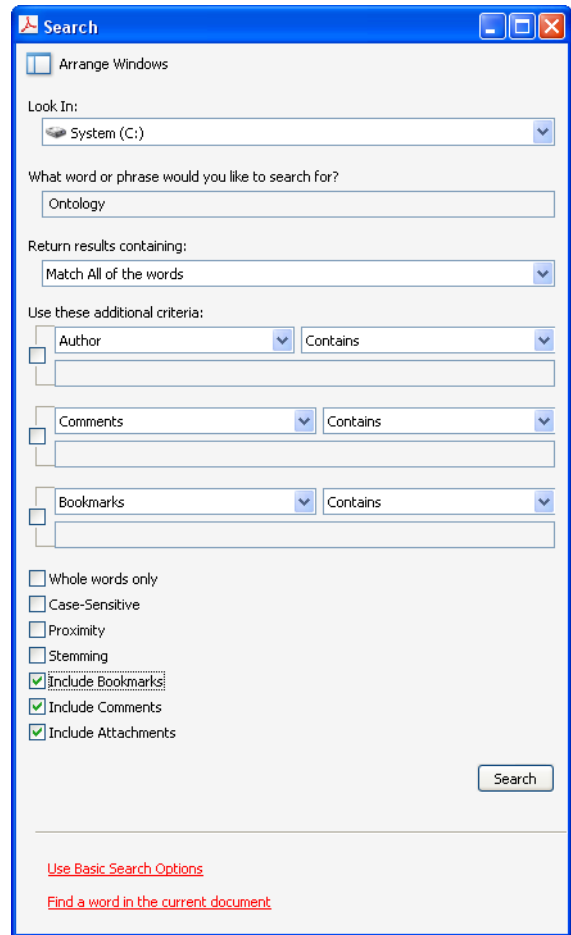 Search
Arrange Windows
Look In:
System (C:)
What word or phrase would you like to search for?
Ontology
Return results containing:
Match All of the words
Use these additional criteria:
Author Contains
Comments Contains
Bookmarks Contains
Whole words only
Case-Sensitive
Proximity
Stemming
Include Bookmarks
Include Comments
Include Attachments
Search
Use Basic Search Options
Find a word in the current document